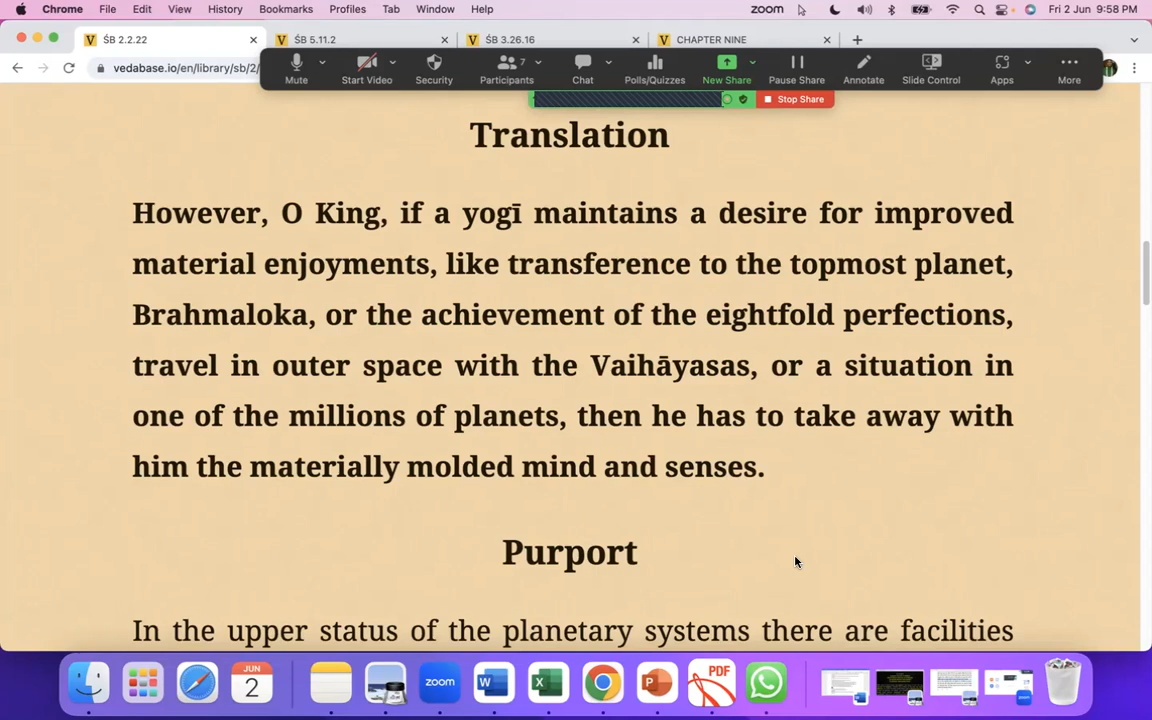 Chrome File Edit View History Bookmarks Profiles Tab Window Help zoom Fri 2 Jun 9:58 PM
ŚB 2.2.22 ŚB 5.11.2 ŚB 3.26.16 CHAPTER NINE
vedabase.io/en/library/sb/2/
7
Mute Start Video Security Participants Chat Polls/Quizzes New Share Pause Share Annotate Slide Control Apps More
Stop Share
Translation
However, O King, if a yogī maintains a desire for improved
material enjoyments, like transference to the topmost planet,
Brahmaloka, or the achievement of the eightfold perfections,
travel in outer space with the Vaihāyasas, or a situation in
one of the millions of planets, then he has to take away with
him the materially molded mind and senses.
Purport
In the upper status of the planetary systems there are facilities
JUN
2
zoom
PDF